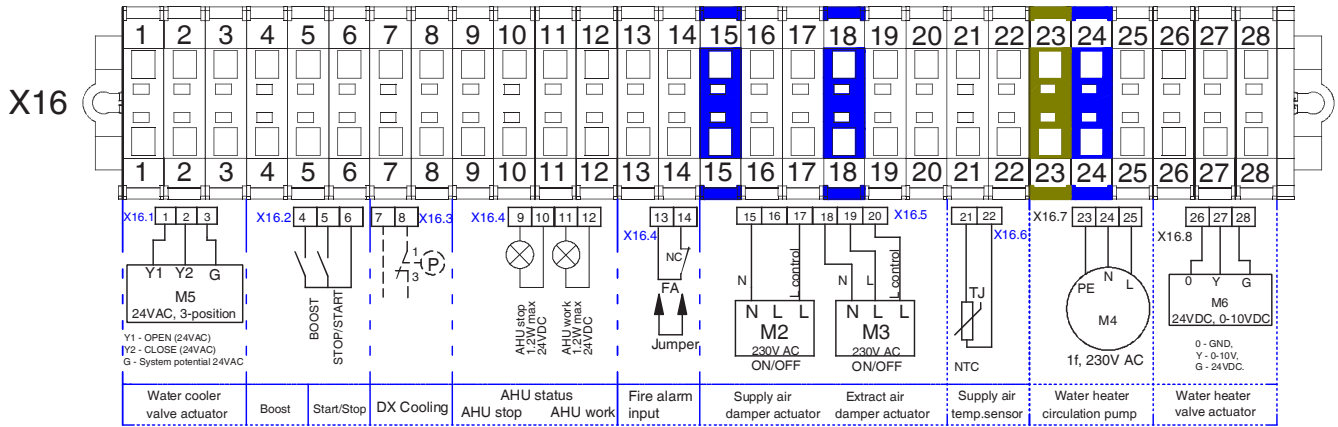 1 2 3 4 5 6 7 8 9 10 11 12 13 14 15 16 17 18 19 20 21 22 23 24 25 26 27 28
X16
1 2 3 4 5 6 7 8 9 10 11 12 13 14 15 16 17 18 19 20 21 22 23 24 25 26 27 28
X16.1 1 2 3
Y1 Y2 G
M5
24VAC, 3-position
Y1 - OPEN (24VAC)
Y2 - CLOSE (24VAC)
G - System potential 24VAC
Water cooler
valve actuator
X16.2 4 5 6
BOOST
STOP/START
Boost
Start/Stop
7 8 X16.3
1
3
P
DX Cooling
X16.4 9 10 11 12
AHU stop
1.2W max
24VDC
AHU work
1.2W max
24VDC
AHU status
AHU stop AHU work
13 14
X16.4
NC
FA
Jumper
Fire alarm
input
15 16 17 18 19 20 X16.5
N L control
N L L
M2
230V AC
ON/OFF
Supply air
damper actuator
N L L control
N L L
M3
230V AC
ON/OFF
Extract air
damper actuator
21 22
X16.6
TJ
NTC
Supply air
temp.sensor
X16.7 23 24 25
PE N L
M4
1f, 230V AC
Water heater
circulation pump
26 27 28
X16.8
0 Y G
M6
24VDC, 0-10VDC
0 - GND,
Y - 0-10V,
G - 24VDC.
Water heater
valve actuator